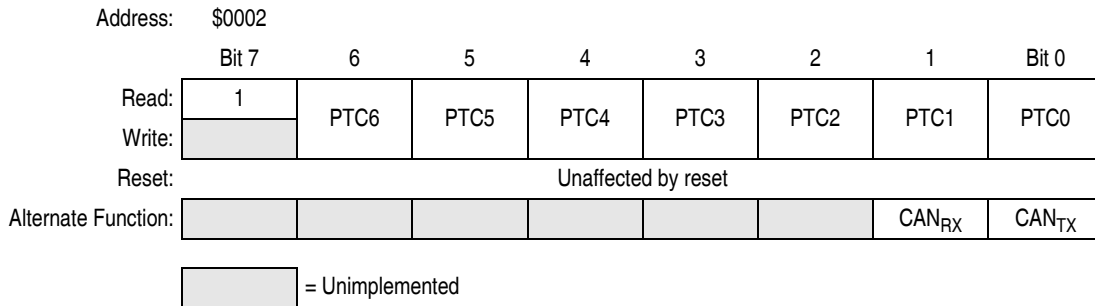 Address: $0002
Bit 7 6 5 4 3 2 1 Bit 0
Read: 1 PTC6 PTC5 PTC4 PTC3 PTC2 PTC1 PTC0
Write:
Reset: Unaffected by reset
Alternate Function: CANRX CANTX
= Unimplemented